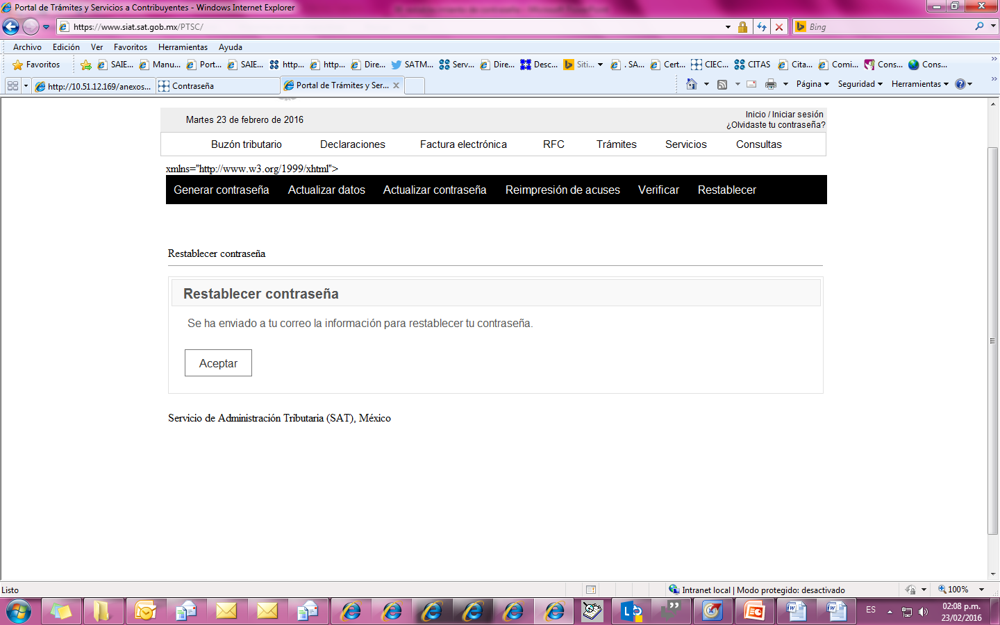 Portal de Trámites y Servicios a Contribuyentes - Windows Internet Explorer
https://www.siat.sat.gob.mx/PTSC/
Bing
Archivo Edición Ver Favoritos Herramientas Ayuda
Favoritos SAIE... Manu... Port... SAIE... http... http... Dire... SATM... Serv... Dire... Desc... Siti... . SA... Cert... CIEC... CITAS Cita... Comi... Cons... Cons...
http://10.51.12.169/anexos... Contraseña Portal de Trámites y Ser... Página Seguridad Herramientas
Martes 23 de febrero de 2016
Inicio / Iniciar sesión
¿Olvidaste tu contraseña?
Buzón tributario Declaraciones Factura electrónica RFC Trámites Servicios Consultas
xmlns="http://www.w3.org/1999/xhtml">
Generar contraseña Actualizar datos Actualizar contraseña Reimpresión de acuses Verificar Restablecer
Restablecer contraseña
Restablecer contraseña
Se ha enviado a tu correo la información para restablecer tu contraseña.
Aceptar
Servicio de Administración Tributaria (SAT), México
Listo
Intranet local | Modo protegido: desactivado
100%
ES
02:08 p.m.
23/02/2016